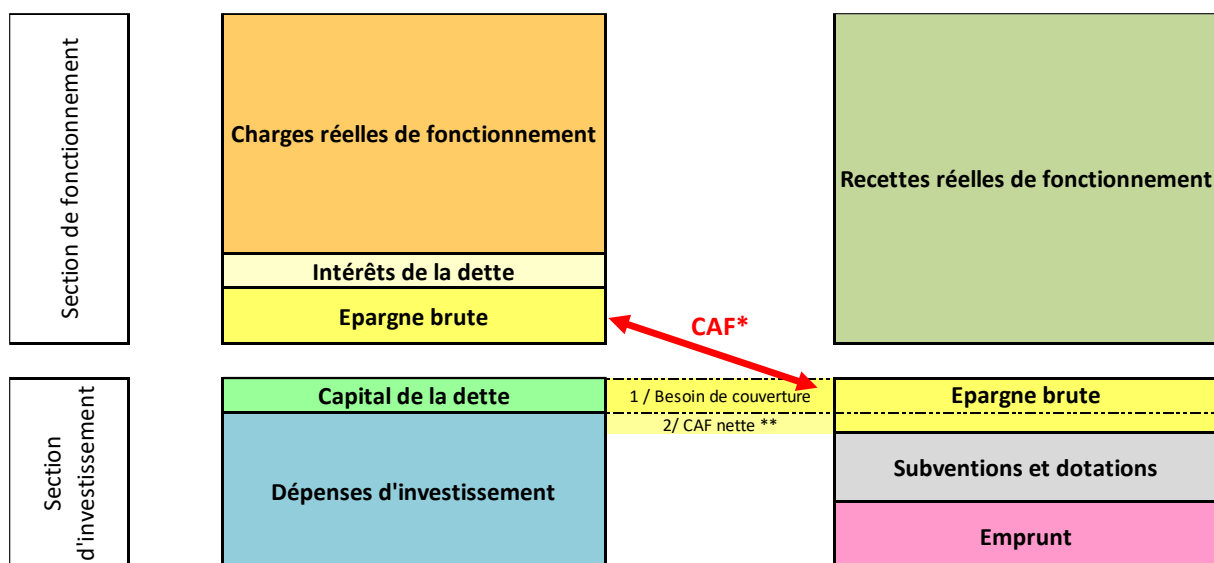 Section de fonctionnement
Charges réelles de fonctionnement
Recettes réelles de fonctionnement
Intérêts de la dette
Epargne brute
CAF*
Section
d'investissement
Capital de la dette
1 / Besoin de couverture
Epargne brute
2/ CAF nette **
Dépenses d'investissement
Subventions et dotations
Emprunt